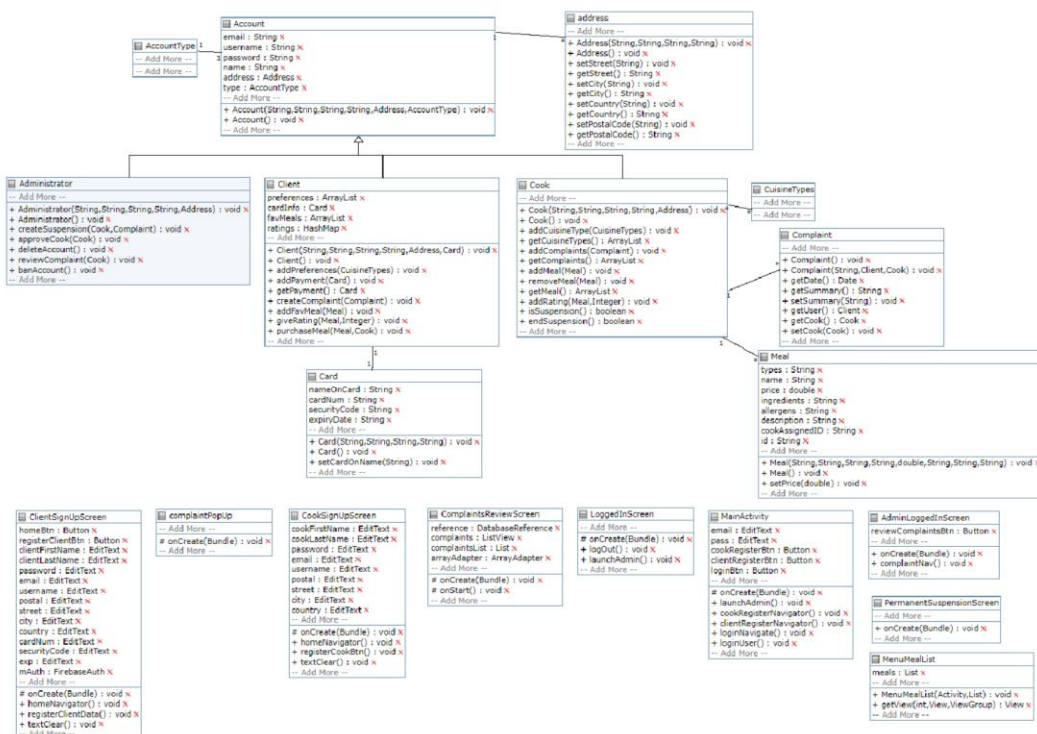 Account
email : String x
username : String x
password : String x
name : String x
address : Address x
type : AccountType x
-- Add More --
+ Account(String,String,String,String,Address,AccountType) : void x
+ Account() : void x
-- Add More --
AccountType
-- Add More --
-- Add More --
1
1
1
*
address
-- Add More --
+ Address(String,String,String,String) : void x
+ Address() : void x
+ setStreet(String) : void x
+ getStreet() : String x
+ setCity(String) : void x
+ getCity() : String x
+ setCountry(String) : void x
+ getCountry() : String x
+ setPostalCode(String) : void x
+ getPostalCode() : String x
-- Add More --
Administrator
-- Add More --
+ Administrator(String,String,String,String,Address) : void x
+ Administrator() : void x
+ createSuspension(Cook,Complaint) : void x
+ approveCook(Cook) : void x
+ deleteAccount() : void x
+ reviewComplaint(Cook) : void x
+ banAccount() : void x
-- Add More --
Client
preferences : ArrayList x
cardInfo : Card x
favMeals : ArrayList x
ratings : HashMap x
-- Add More --
+ Client(String,String,String,String,Address,Card) : void x
+ Client() : void x
+ addPreferences(CuisineTypes) : void x
+ addPayment(Card) : void x
+ getPayment() : Card x
+ createComplaint(Complaint) : void x
+ addFavMeal(Meal) : void x
+ giveRating(Meal,Integer) : void x
+ purchaseMeal(Meal,Cook) : void x
-- Add More --
1
1
Cook
-- Add More --
+ Cook(String,String,String,String,Address) : void x
+ Cook() : void x
+ addCuisineType(CuisineTypes) : void x
+ getCuisineTypes() : ArrayList x
+ addComplaints(Complaint) : void x
+ getComplaints() : ArrayList x
+ addMeal(Meal) : void x
+ removeMeal(Meal) : void x
+ getMeal() : ArrayList x
+ addRating(Meal,Integer) : void x
+ isSuspension() : boolean x
+ endSuspension() : boolean x
-- Add More --
CuisineTypes
-- Add More --
-- Add More --
*
*
1
1
*
Complaint
-- Add More --
+ Complaint() : void x
+ Complaint(String,Client,Cook) : void x
+ getDate() : Date x
+ getSummary() : String x
+ setSummary(String) : void x
+ getUser() : Client x
+ getCook() : Cook x
+ setCook(Cook) : void x
-- Add More --
Meal
types : String x
name : String x
price : double x
ingredients : String x
allergens : String x
description : String x
cookAssignedID : String x
id : String x
-- Add More --
+ Meal(String,String,String,String,double,String,String,String) : void x
+ Meal() : void x
+ setPrice(double) : void x
-- Add More --
Card
nameOnCard : String x
cardNum : String x
securityCode : String x
expiryDate : String x
-- Add More --
+ Card(String,String,String,String) : void x
+ Card() : void x
+ setCardOnName(String) : void x
-- Add More --
ClientSignUpScreen
homeBtn : Button x
registerClientBtn : Button x
clientFirstName : EditText x
clientLastName : EditText x
password : EditText x
email : EditText x
username : EditText x
postal : EditText x
street : EditText x
city : EditText x
country : EditText x
cardNum : EditText x
securityCode : EditText x
exp : EditText x
mAuth : FirebaseAuth x
-- Add More --
# onCreate(Bundle) : void x
+ homeNavigator() : void x
+ registerClientData() : void x
+ textClear() : void x
-- Add More --
complaintPopUp
-- Add More --
# onCreate(Bundle) : void x
-- Add More --
CookSignUpScreen
cookFirstName : EditText x
cookLastName : EditText x
password : EditText x
email : EditText x
username : EditText x
postal : EditText x
street : EditText x
city : EditText x
country : EditText x
-- Add More --
# onCreate(Bundle) : void x
+ homeNavigator() : void x
+ registerCookBtn() : void x
+ textClear() : void x
-- Add More --
ComplaintsReviewScreen
reference : DatabaseReference x
complaints : ListView x
complaintsList : List x
arrayAdapter : ArrayAdapter x
-- Add More --
# onCreate(Bundle) : void x
# onStart() : void x
-- Add More --
LoggedInScreen
-- Add More --
# onCreate(Bundle) : void x
+ logOut() : void x
+ launchAdmin() : void x
-- Add More --
MainActivity
email : EditText x
pass : EditText x
cookRegisterBtn : Button x
clientRegisterBtn : Button x
loginBtn : Button x
-- Add More --
# onCreate(Bundle) : void x
+ launchAdmin() : void x
+ cookRegisterNavigator() : void x
+ clientRegisterNavigator() : void x
+ loginNavigate() : void x
+ loginUser() : void x
-- Add More --
AdminLoggedInScreen
reviewComplaintsBtn : Button x
-- Add More --
+ onCreate(Bundle) : void x
+ complaintNav() : void x
-- Add More --
PermanentSuspensionScreen
-- Add More --
+ onCreate(Bundle) : void x
-- Add More --
MenuMealList
meals : List x
-- Add More --
+ MenuMealList(Activity,List) : void x
+ getView(int,View,ViewGroup) : View x
-- Add More --